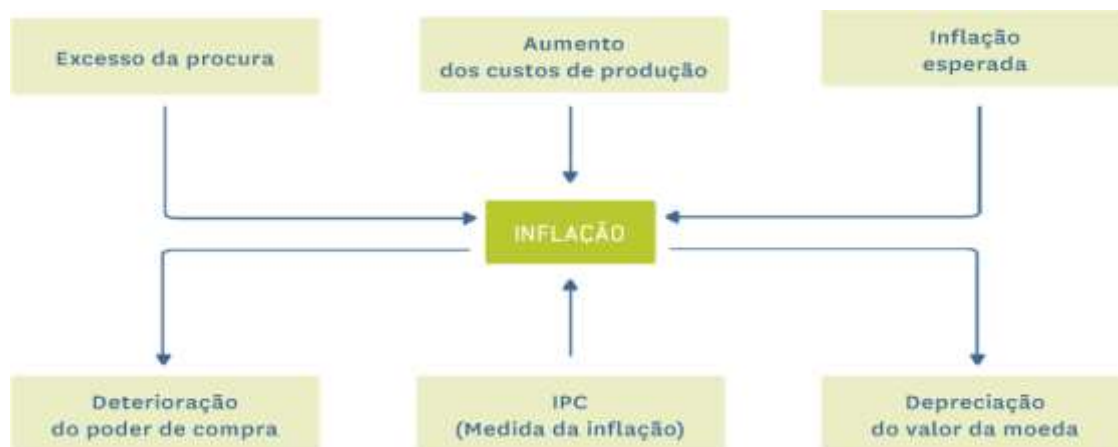 Excesso da procura
Aumento
dos custos de produção
Inflação
esperada
INFLAÇÃO
Deterioração
do poder de compra
IPC
(Medida da inflação)
Depreciação
do valor da moeda